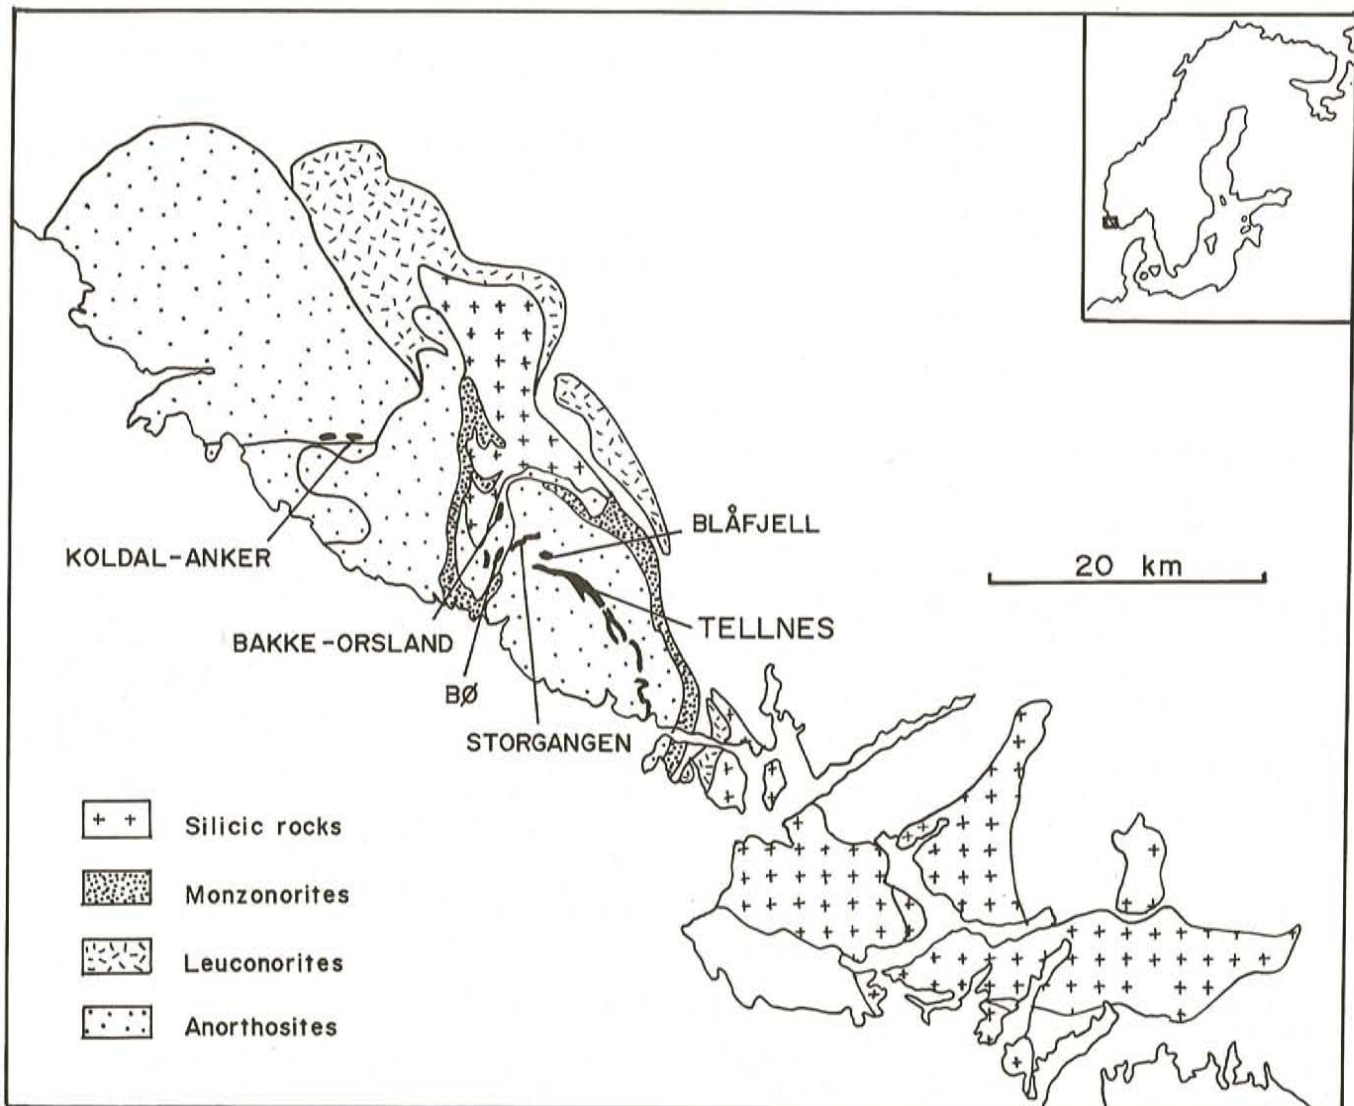 BLÅFJELL
KOLDAL-ANKER
20 km
TELLNES
BAKKE-ORSLAND
BØ
STORGANGEN
Silicic rocks
Monzonorites
Leuconorites
Anorthosites